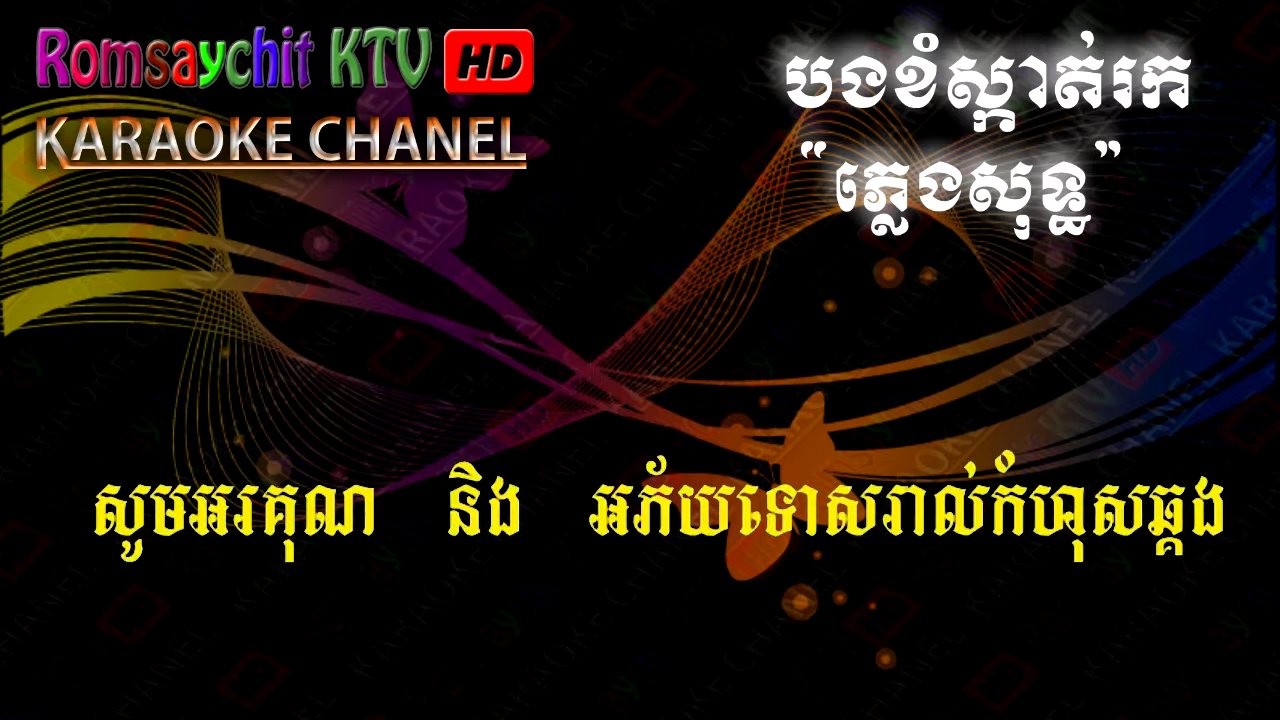 Romsaychit KTV HD
KARAOKE CHANEL
បងខំស្កាត់រក
"ភ្លេងសុទ្ធ"
សូមអរគុណ និង អភ័យទោសរាល់កំហុសឆ្គង